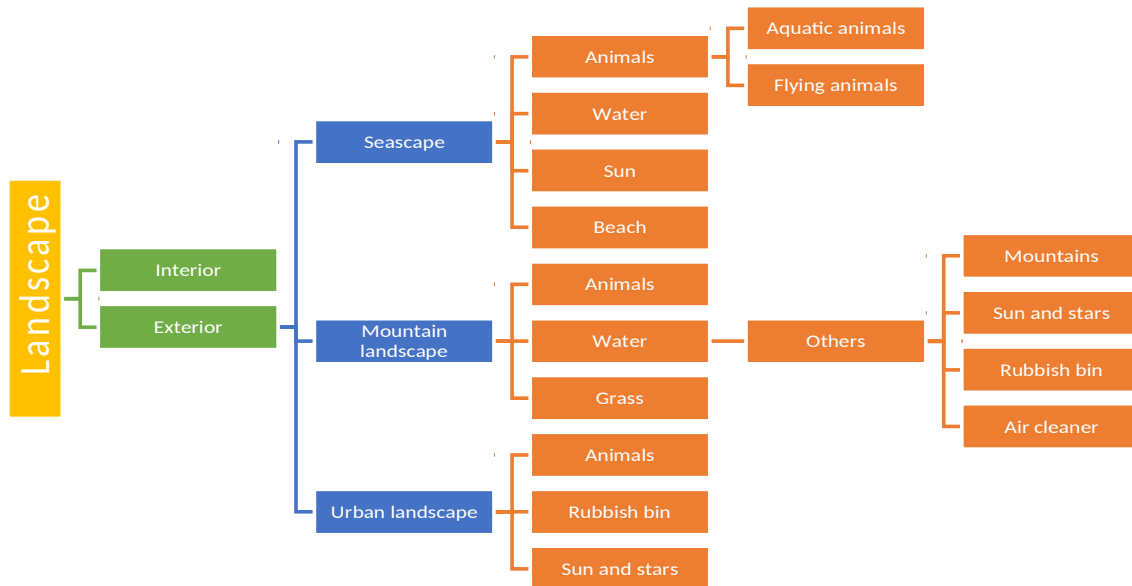 Landscape
Interior
Exterior
Seascape
Animals
Aquatic animals
Flying animals
Water
Sun
Beach
Mountain
landscape
Animals
Water
Others
Mountains
Sun and stars
Rubbish bin
Air cleaner
Grass
Urban landscape
Animals
Rubbish bin
Sun and stars